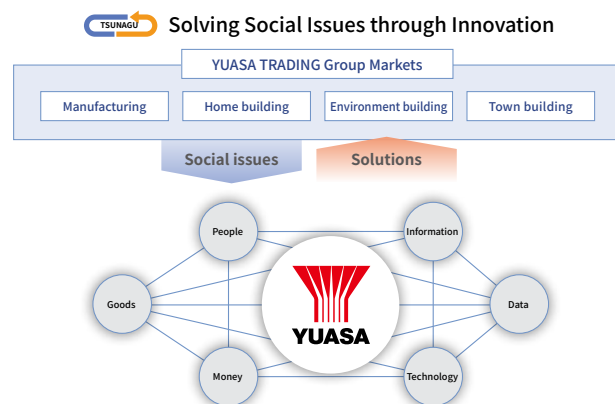 TSUNAGU
Solving Social Issues through Innovation
YUASA TRADING Group Markets
Manufacturing
Home building
Environment building
Town building
Social issues
Solutions
People
Information
Goods
YUASA
Data
Money
Technology